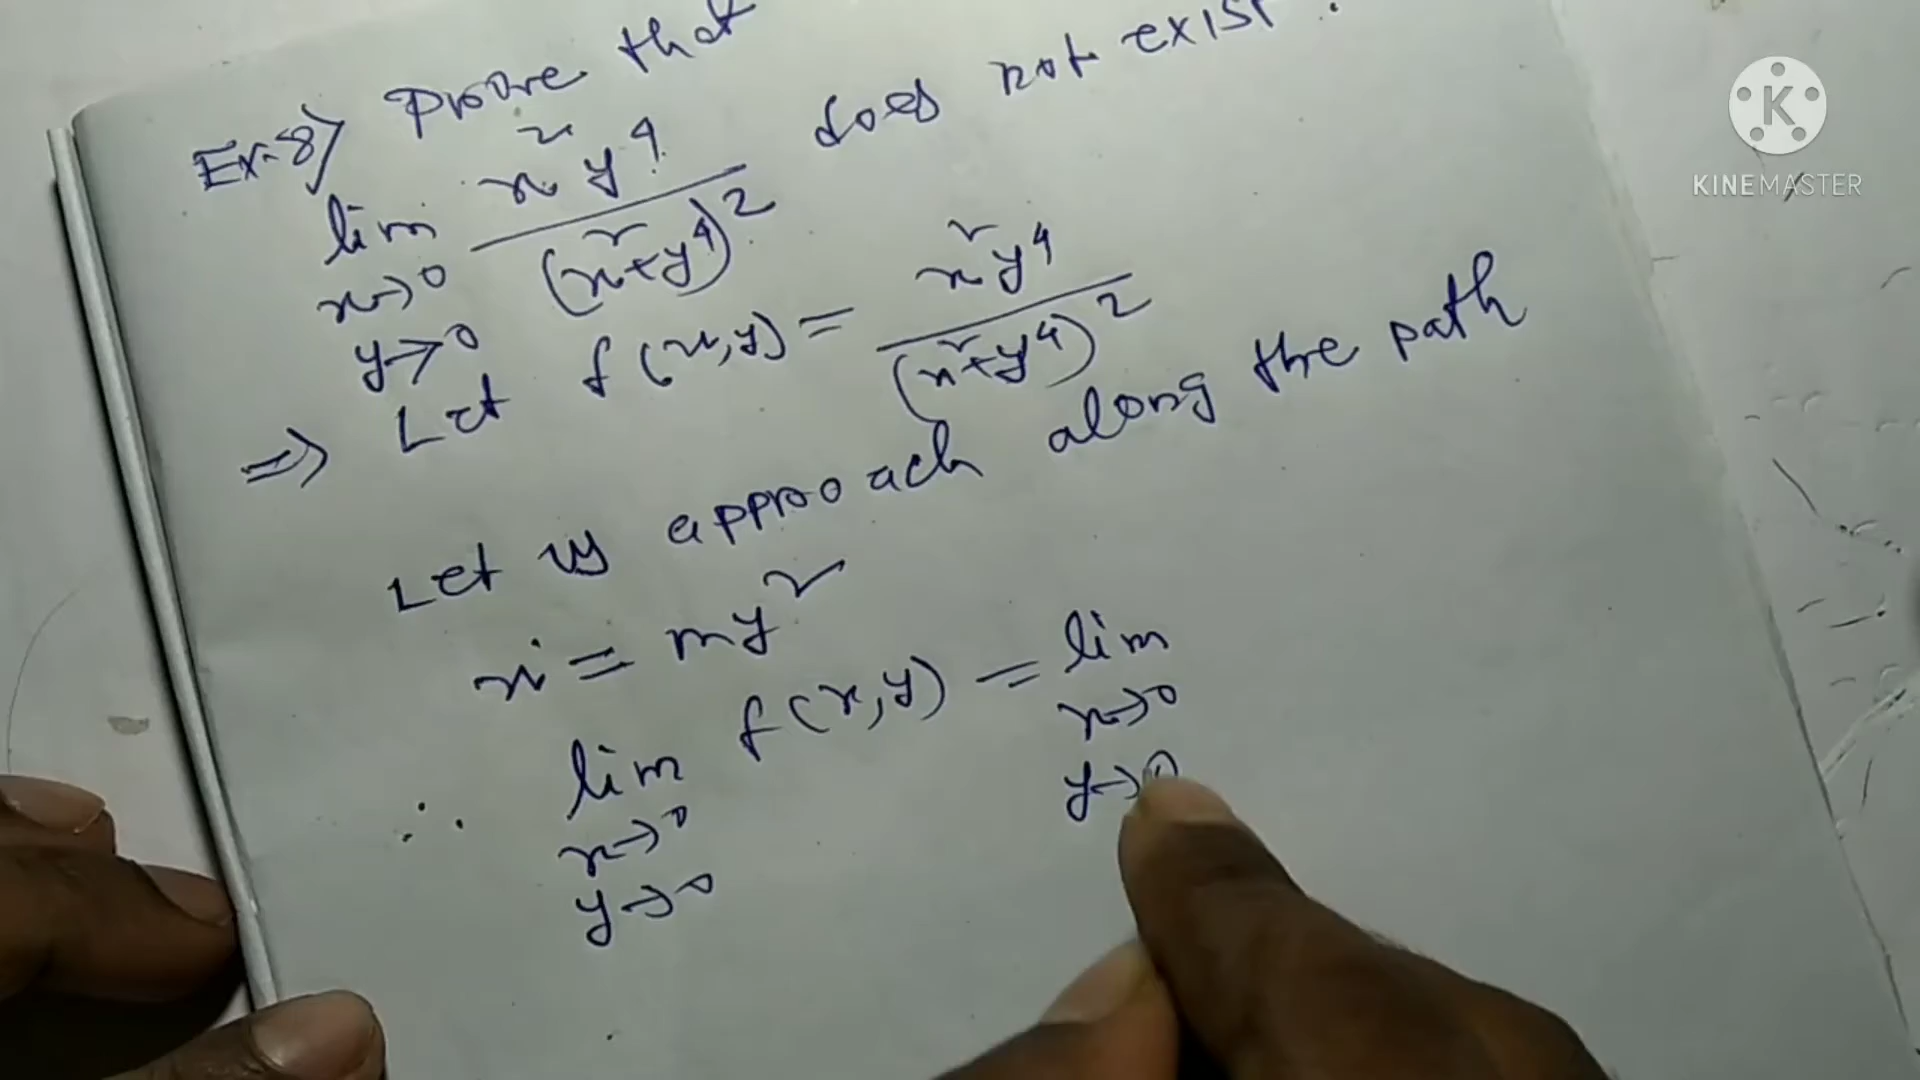 Ex-8) Prove that
lim x→0 y→0 x²y⁴/(x²+y⁴)² does not exist.
⇒ Let f(x,y) = x²y⁴/(x²+y⁴)²
Let us approach along the path
x = my²
∴ lim x→0 y→0 f(x,y) = lim x→0 y→0
K
KINEMASTER